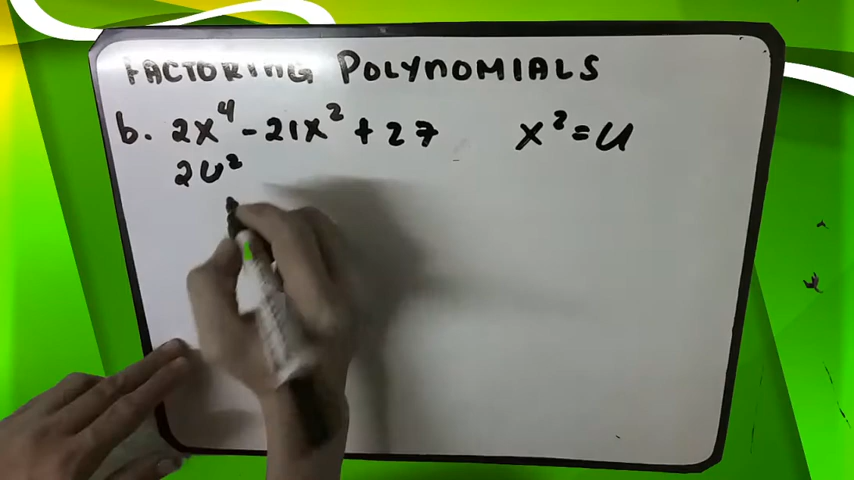 FACTORING POLYNOMIALS
b. 2x⁴ - 21x² + 27 x² = u
2u²